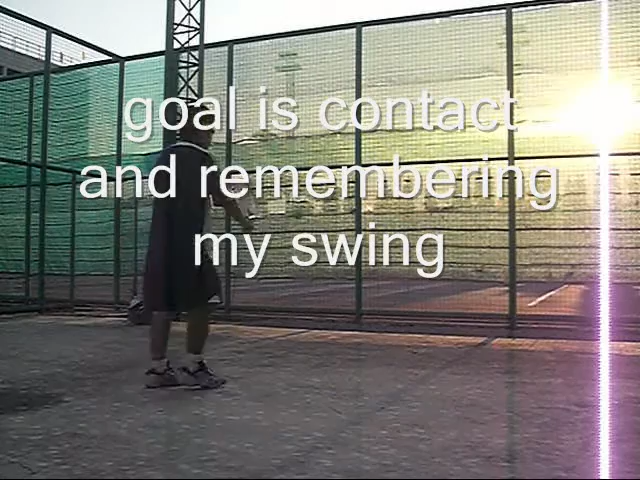 goal is contact
and remembering
my swing